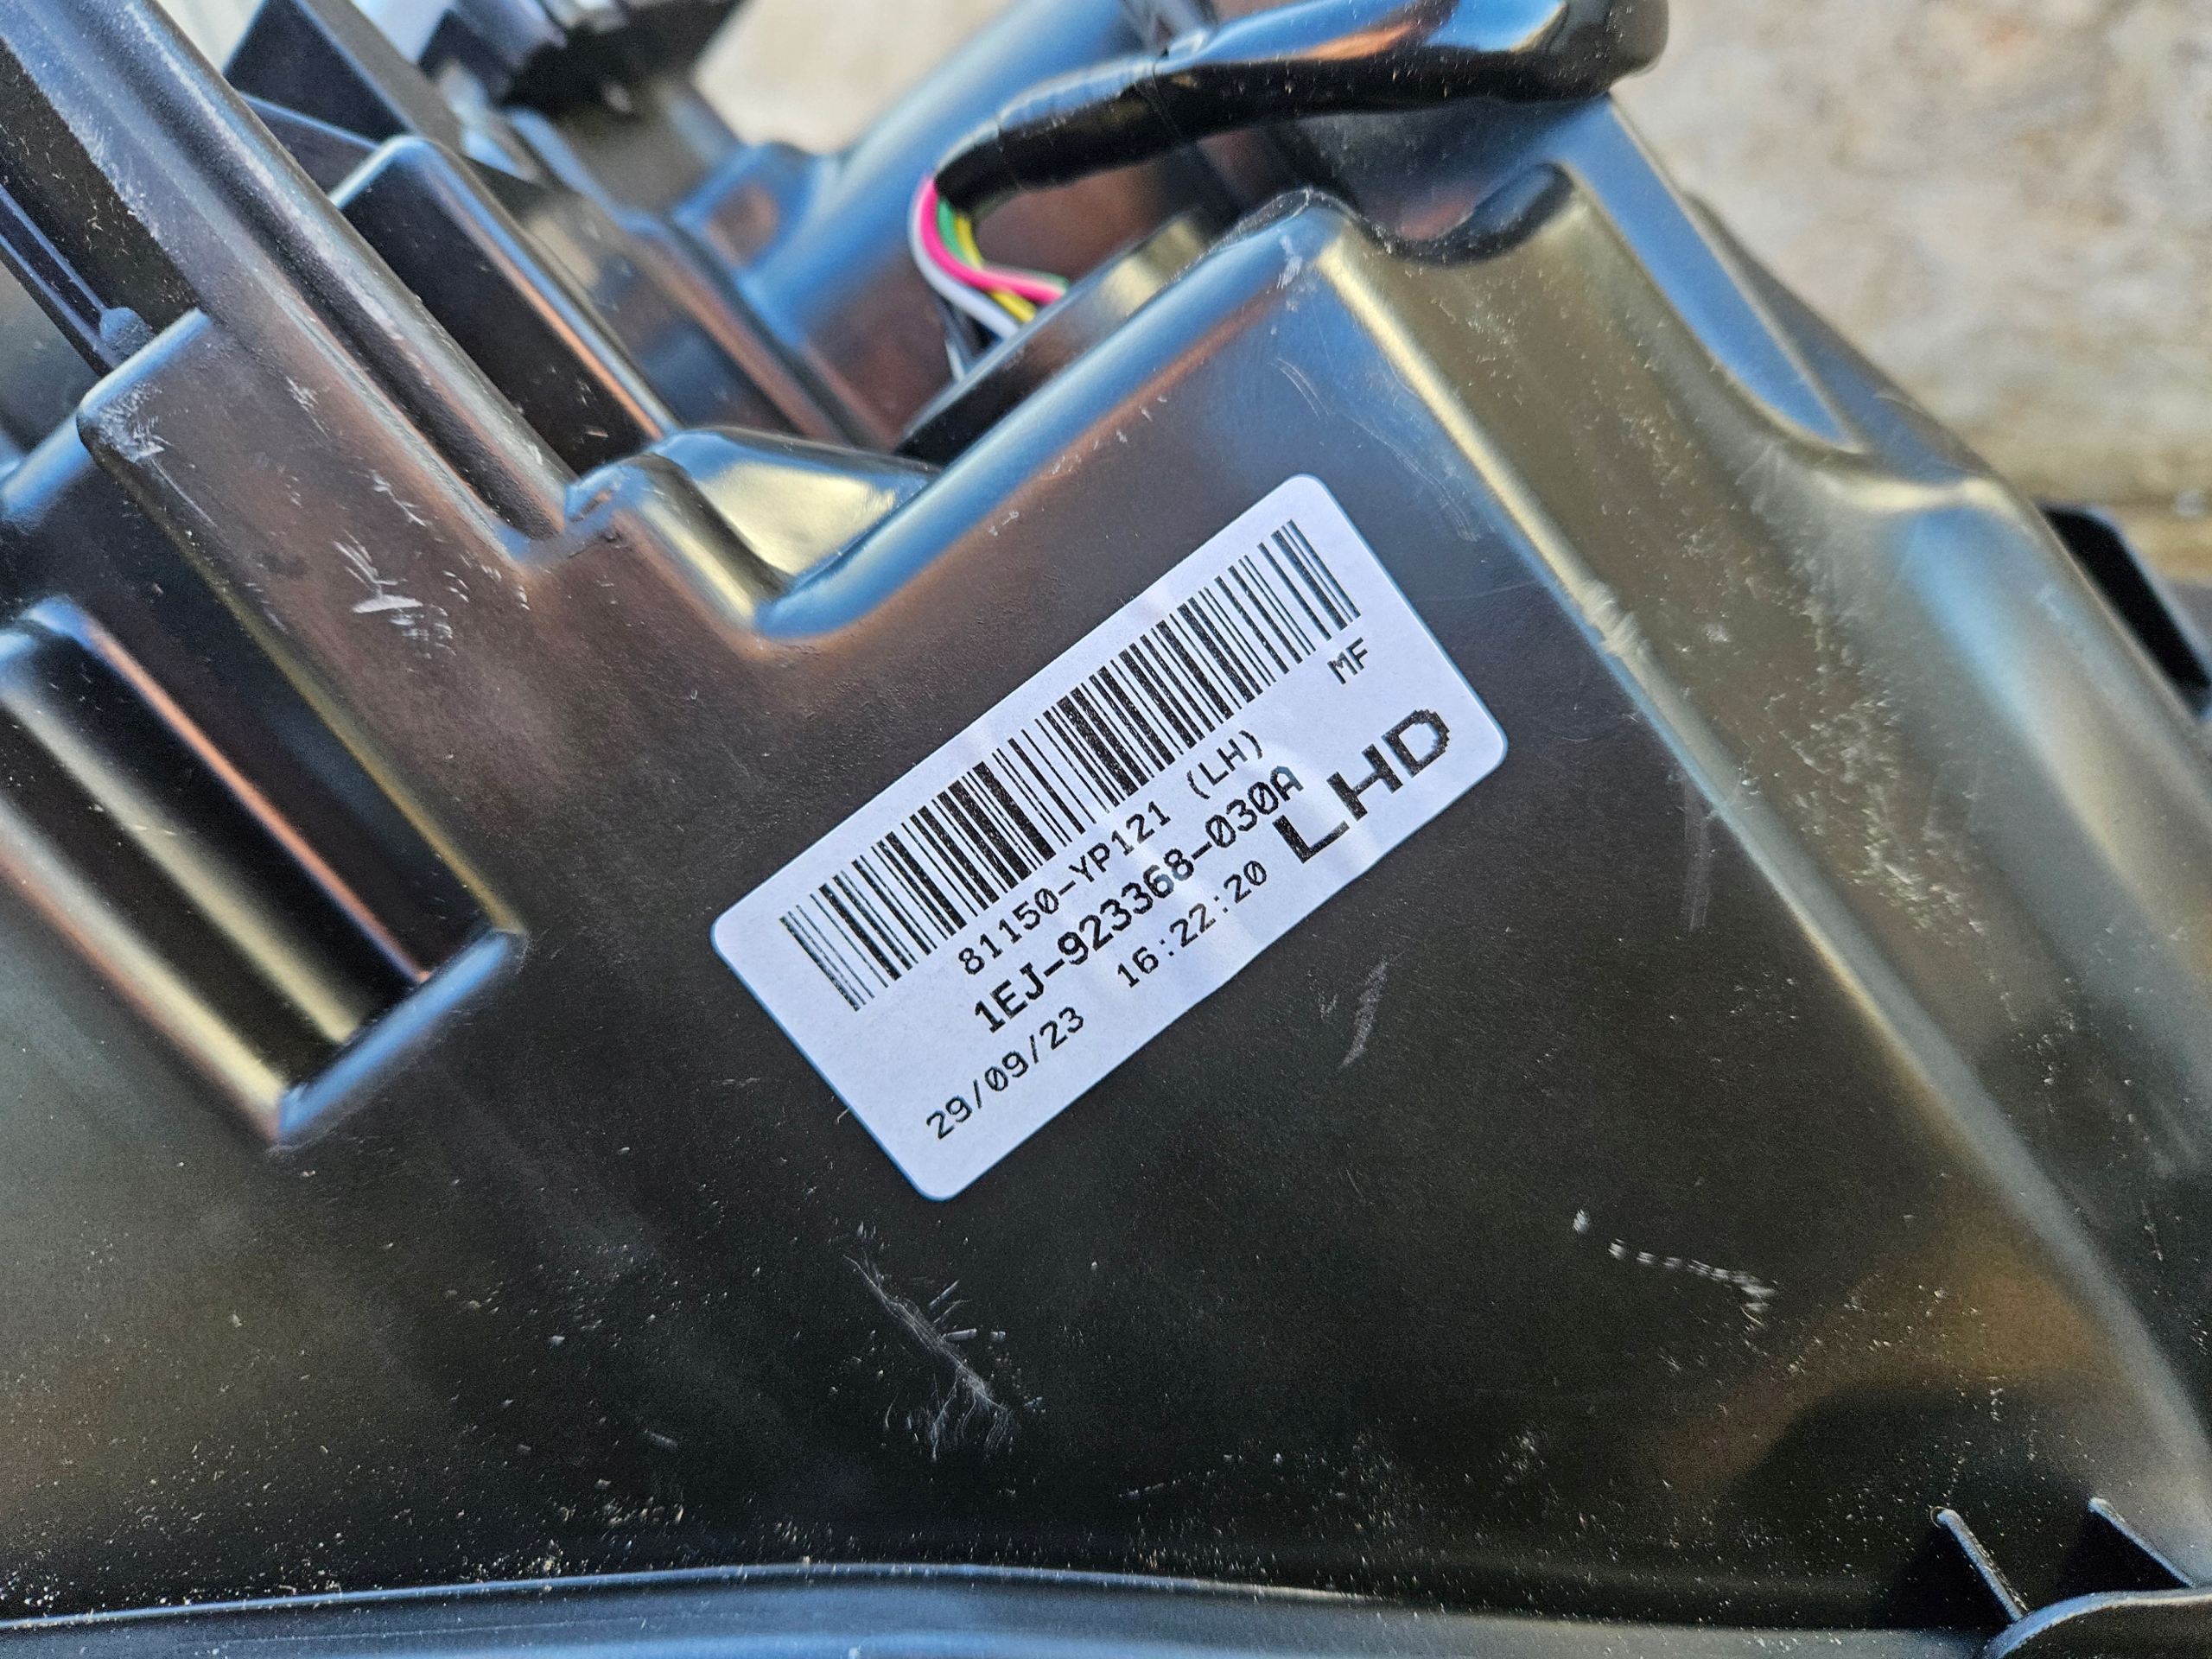 MF
81150-YP121 (LH)
1EJ-923368-030A
LHD
29/09/23 16:22:20